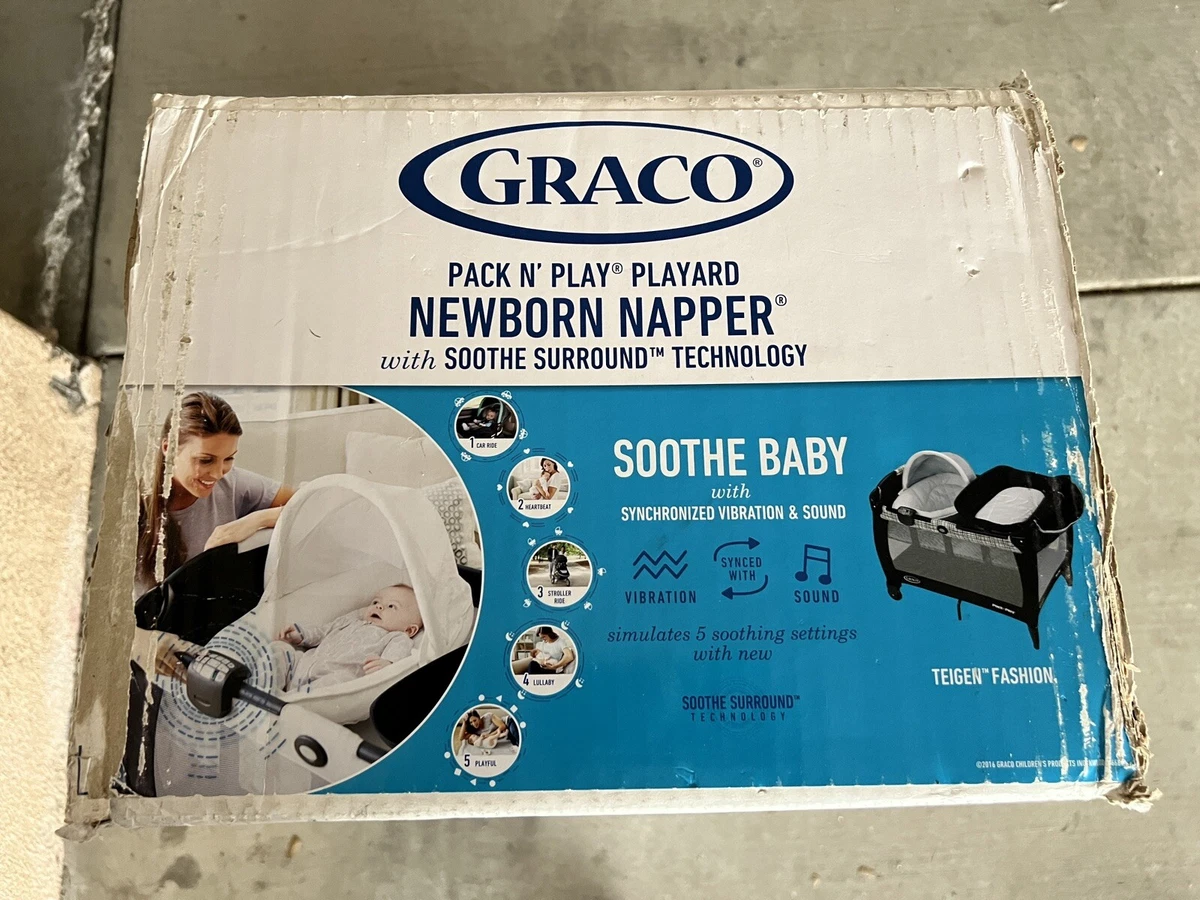 GRACO®
PACK N' PLAY® PLAYARD
NEWBORN NAPPER®
with SOOTHE SURROUND™ TECHNOLOGY
1 CAR RIDE
2 HEARTBEAT
3 STROLLER
RIDE
4 LULLABY
5 PLAYFUL
SOOTHE BABY
with
SYNCHRONIZED VIBRATION & SOUND
VIBRATION
SYNCED
WITH
SOUND
simulates 5 soothing settings
with new
SOOTHE SURROUND™
TECHNOLOGY
GRACO
TEIGEN™ FASHION
©2016 GRACO CHILDREN'S PRODUCTS INC